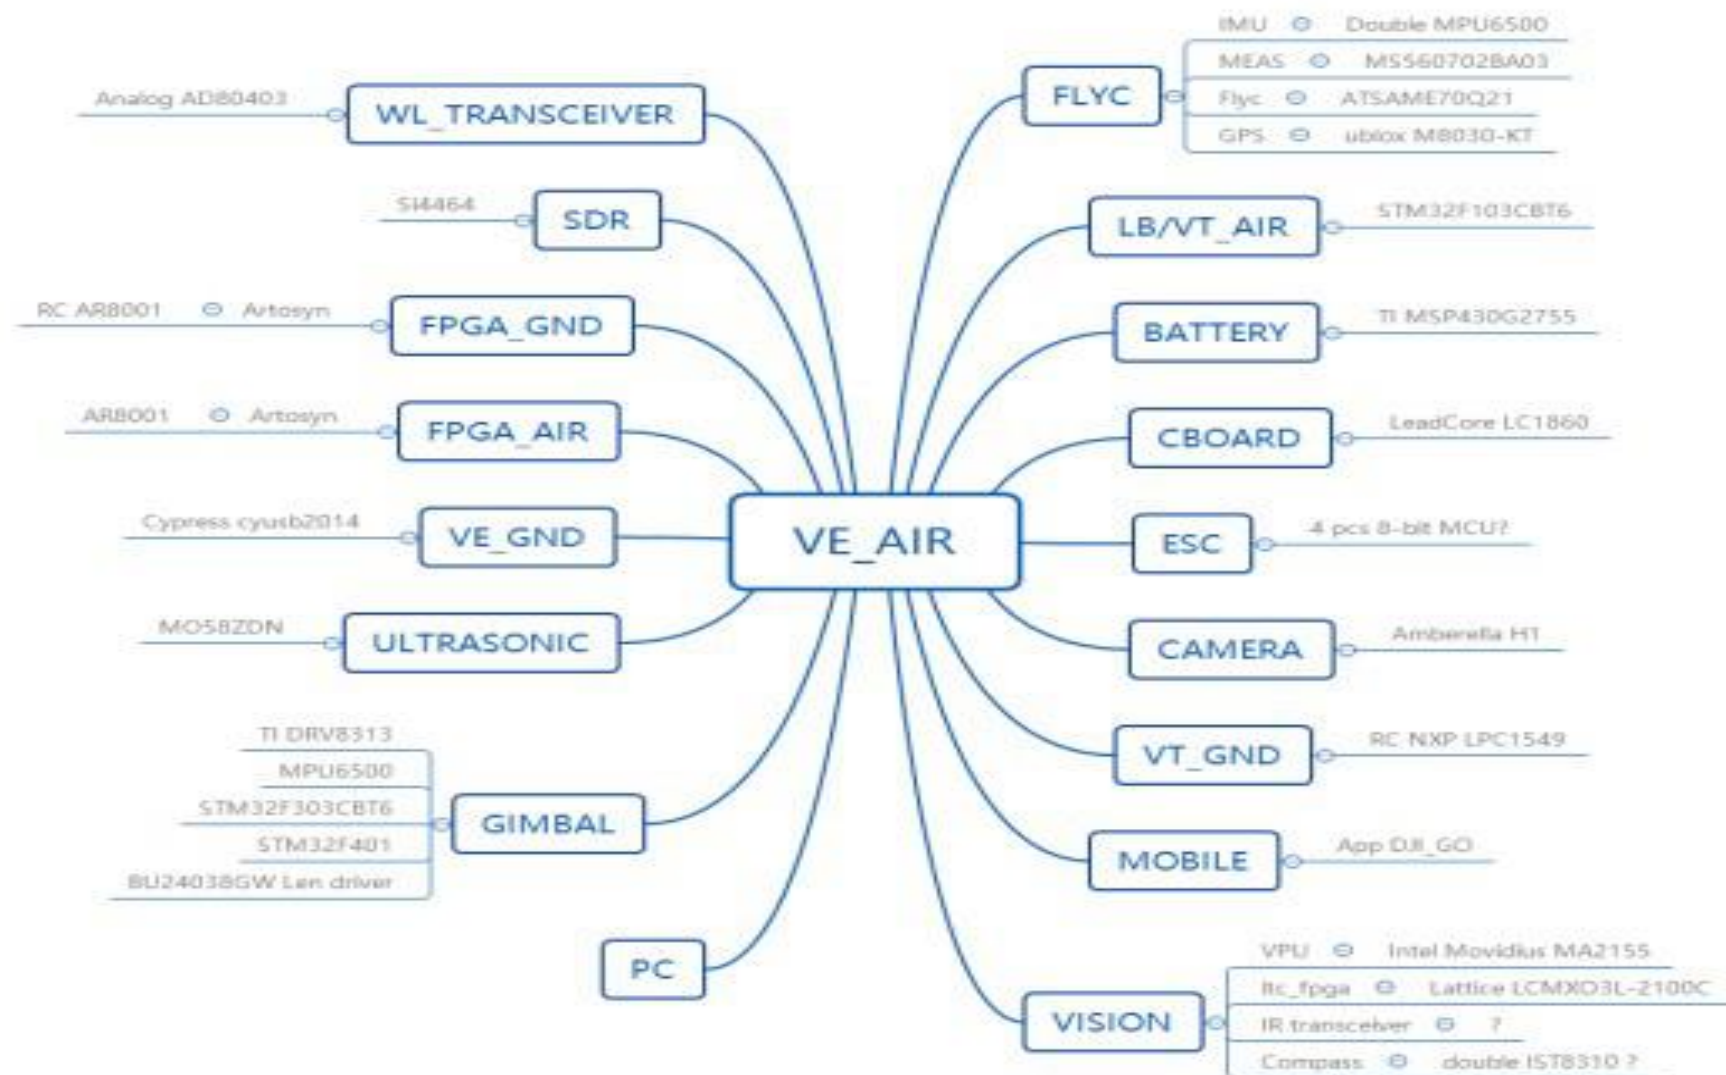 IMU Double MPU6500
MEAS MS560702BA03
FLYC
Flyc ATSAME70Q21
GPS ublox M8030-KT
Analog AD80403
WL_TRANSCEIVER
SI4464
SDR
STM32F103CBT6
LB/VT_AIR
RC AR8001 Artosyn
FPGA_GND
TI MSP430G2755
BATTERY
AR8001 Artosyn
FPGA_AIR
LeadCore LC1860
CBOARD
Cypress cyusb2014
VE_GND
VE_AIR
4 pcs 8-bit MCU?
ESC
MO58ZDN
ULTRASONIC
Amberella H1
CAMERA
TI DRV8313
MPU6500
STM32F303CBT6
STM32F401
BU24038GW Len driver
GIMBAL
RC NXP LPC1549
VT_GND
App DJI_GO
MOBILE
PC
VPU Intel Movidius MA2155
ltc_fpga Lattice LCMXO3L-2100C
VISION
IR transceiver ?
Compass double IST8310 ?